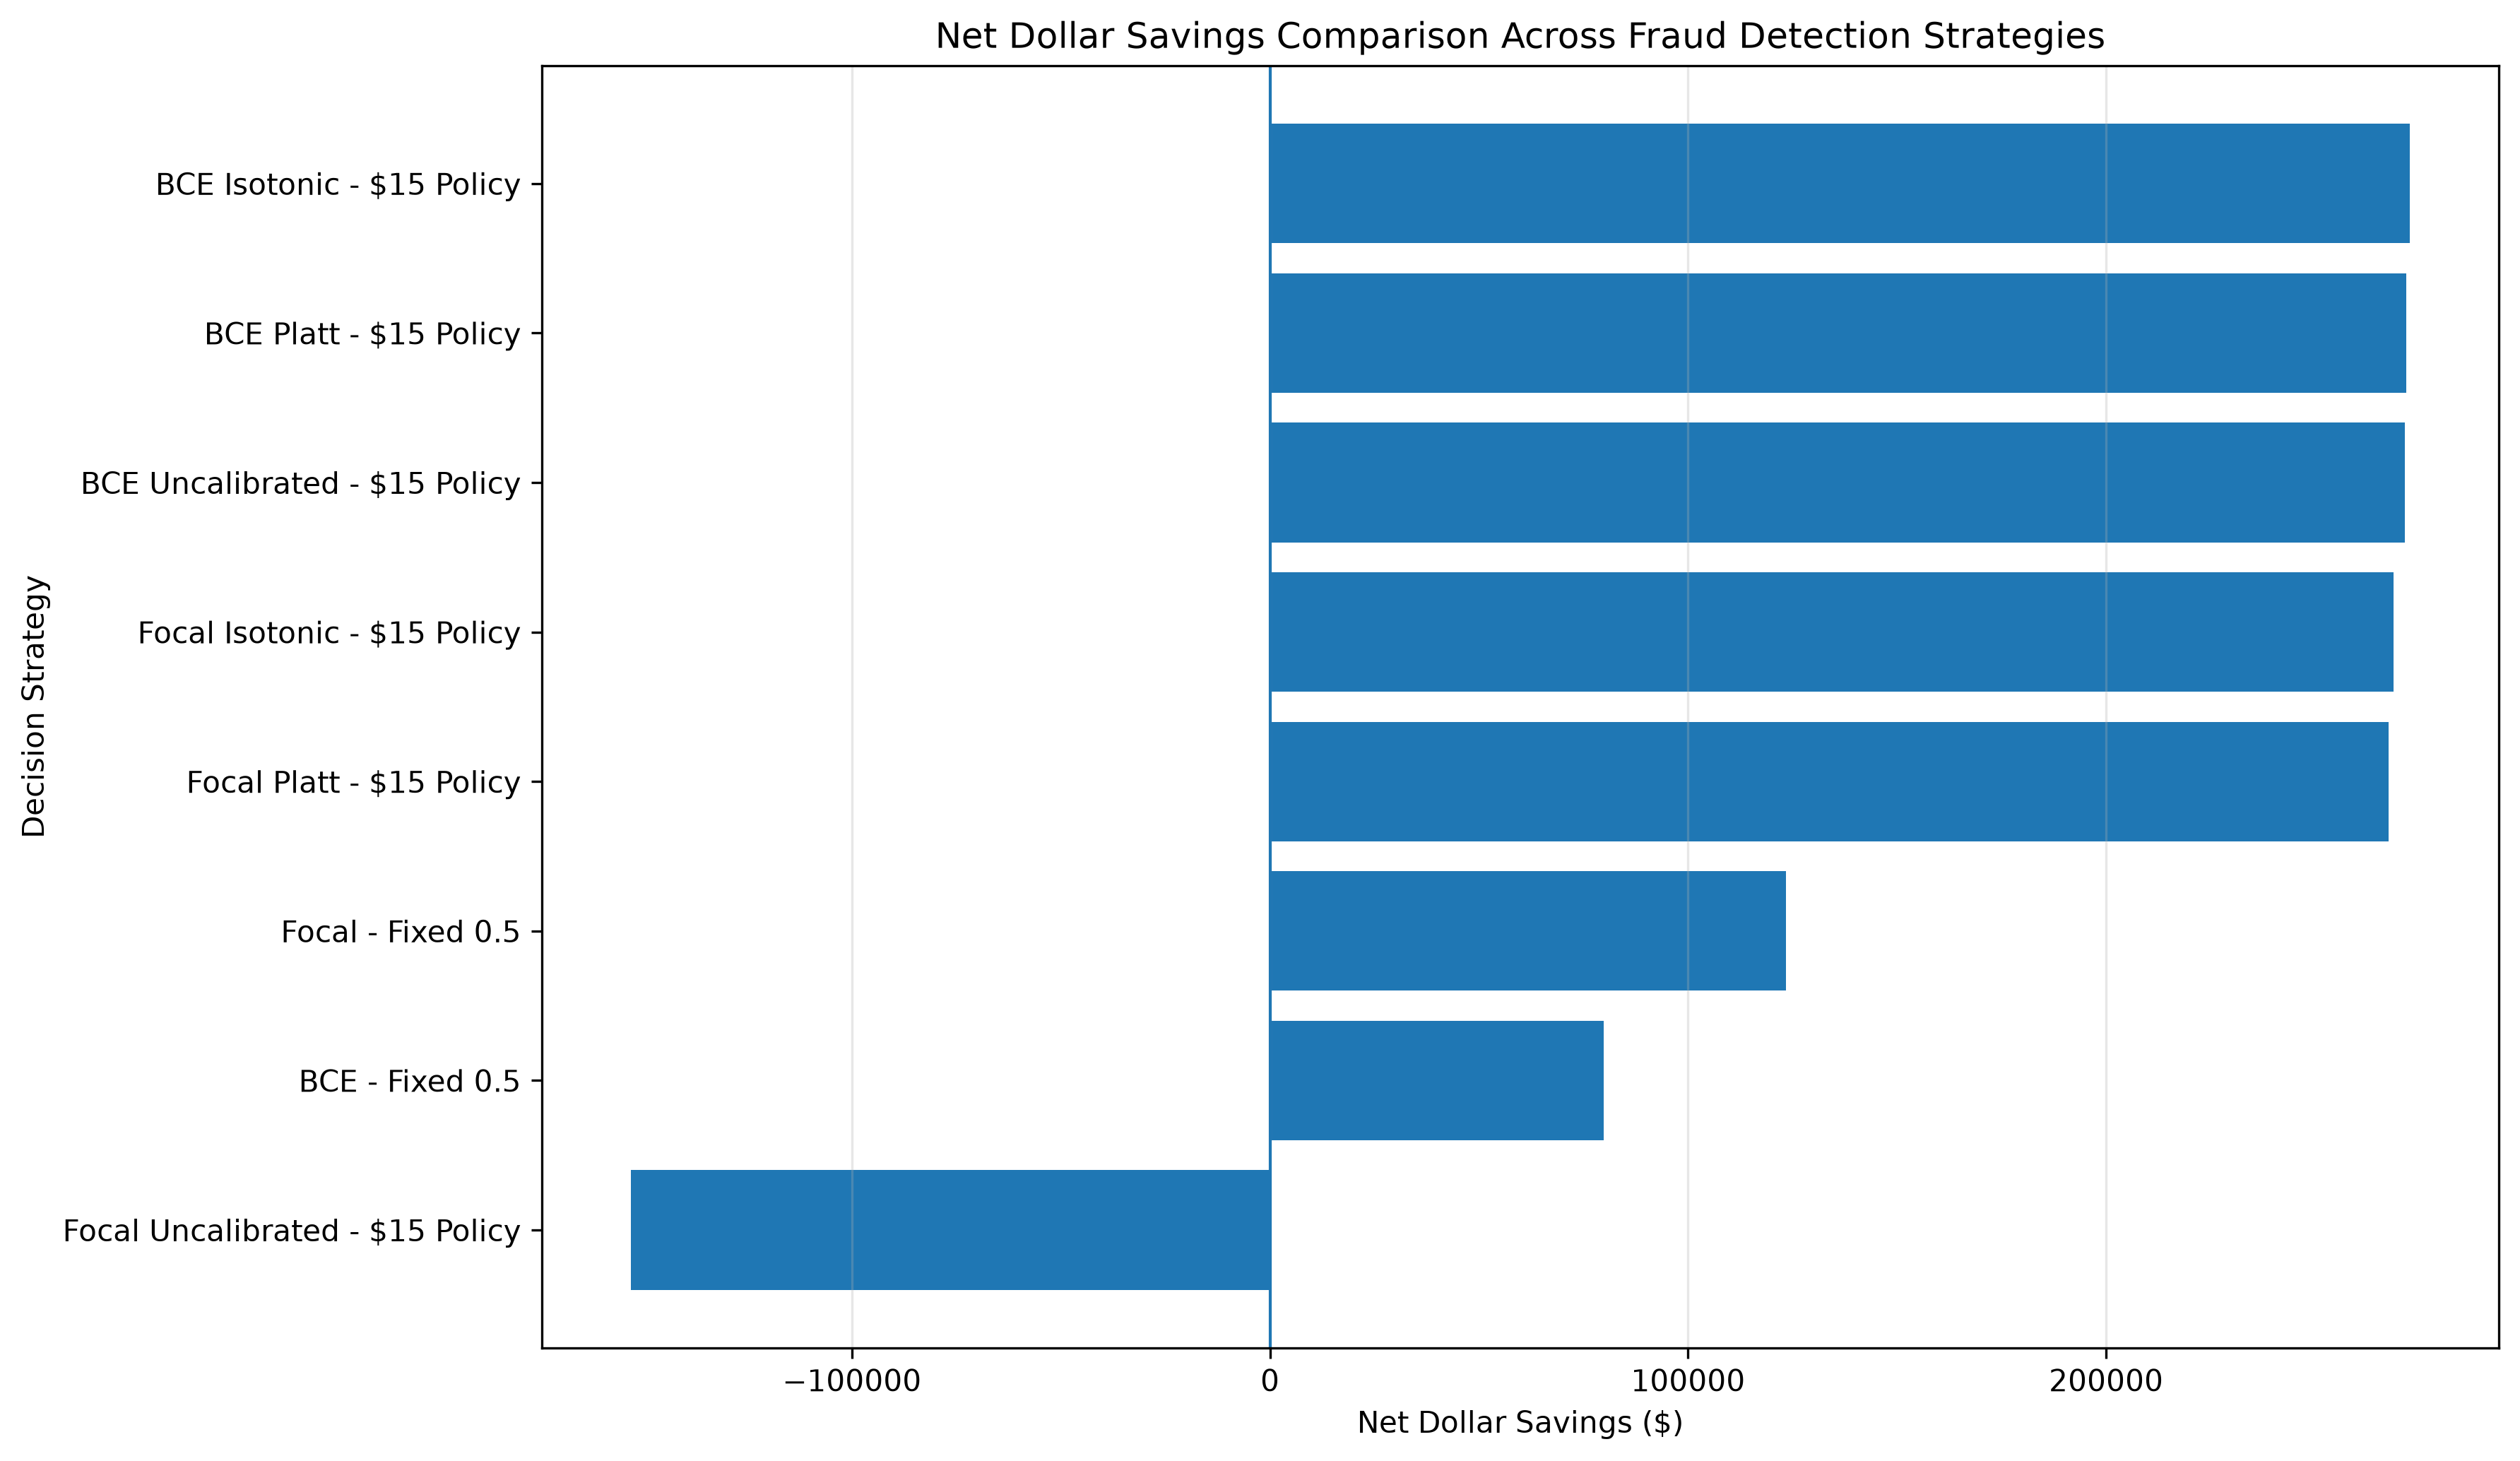 Net Dollar Savings Comparison Across Fraud Detection Strategies
Decision Strategy
BCE Isotonic - $15 Policy
BCE Platt - $15 Policy
BCE Uncalibrated - $15 Policy
Focal Isotonic - $15 Policy
Focal Platt - $15 Policy
Focal - Fixed 0.5
BCE - Fixed 0.5
Focal Uncalibrated - $15 Policy
−100000 0 100000 200000
Net Dollar Savings ($)